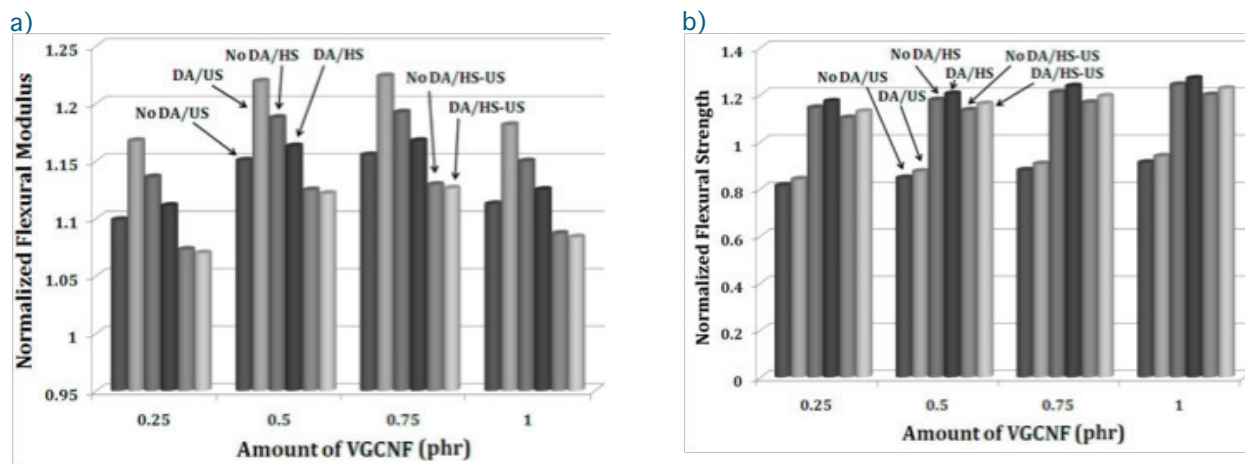 a)
Normalized Flexural Modulus
1.25
1.2
1.15
1.1
1.05
1
0.95
No DA/US
DA/US
No DA/HS
DA/HS
No DA/HS-US
DA/HS-US
0.25
0.5
0.75
1
Amount of VGCNF (phr)
b)
Normalized Flexural Strength
1.4
1.2
1
0.8
0.6
0.4
0.2
0
No DA/US
DA/US
No DA/HS
DA/HS
No DA/HS-US
DA/HS-US
0.25
0.5
0.75
1
Amount of VGCNF (phr)